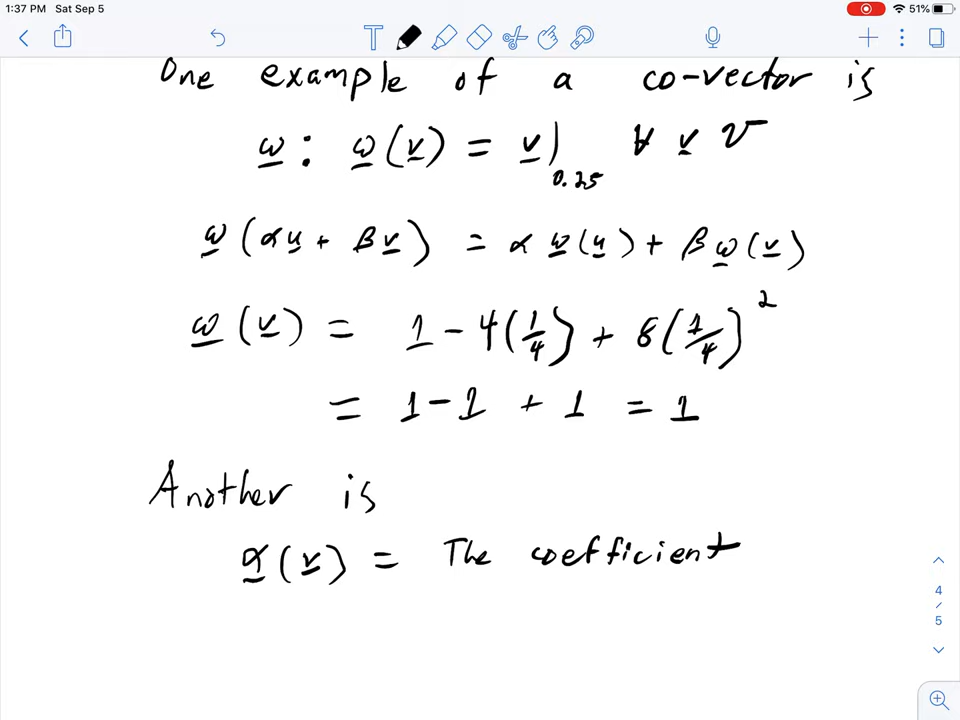 1:37 PM Sat Sep 5 51%
T
One example of a co-vector is
ω : ω(v) = v|0.25 ∀ v V
ω(αu + βv) = α ω(u) + β ω(v)
ω(v) = 1 - 4(1/4) + 8(1/4)²
= 1 - 1 + 1 = 1
Another is
α(v) = The coefficient
4
/
5